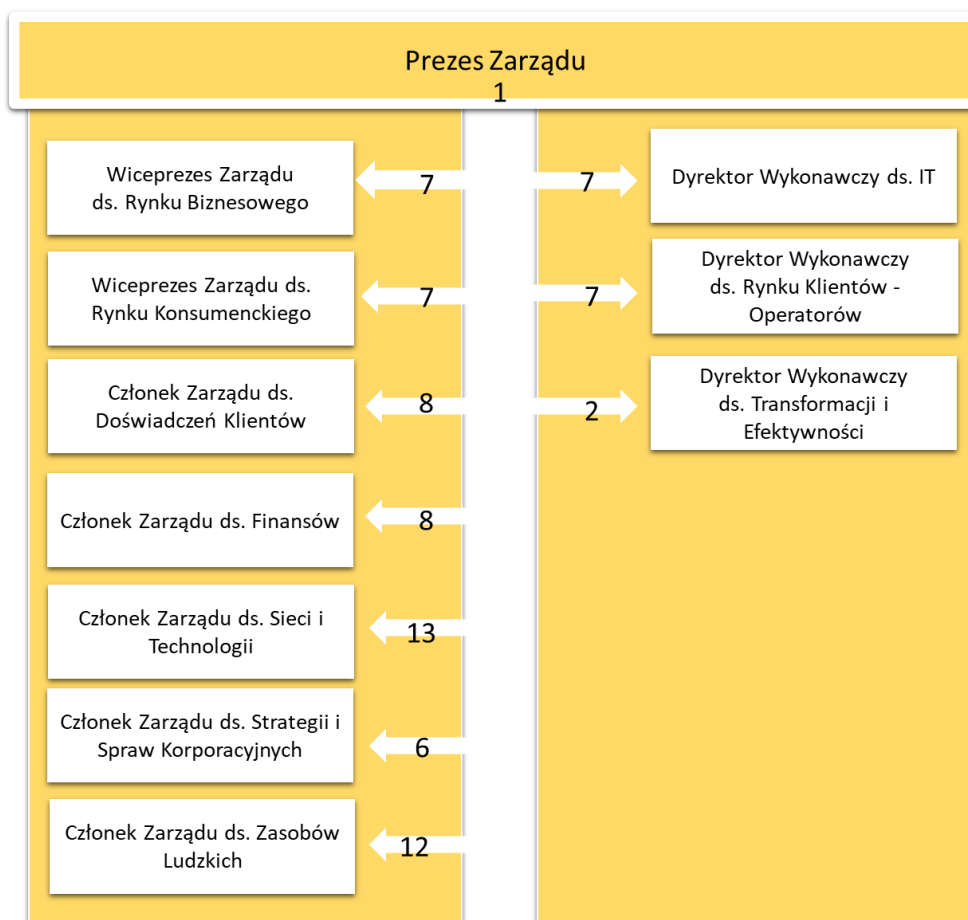 Prezes Zarządu
1
Wiceprezes Zarządu
ds. Rynku Biznesowego
7
Wiceprezes Zarządu ds.
Rynku Konsumenckiego
7
Członek Zarządu ds.
Doświadczeń Klientów
8
Członek Zarządu ds. Finansów
8
Członek Zarządu ds. Sieci i
Technologii
13
Członek Zarządu ds. Strategii i
Spraw Korporacyjnych
6
Członek Zarządu ds. Zasobów
Ludzkich
12
7
Dyrektor Wykonawczy ds. IT
7
Dyrektor Wykonawczy
ds. Rynku Klientów -
Operatorów
2
Dyrektor Wykonawczy
ds. Transformacji i
Efektywności